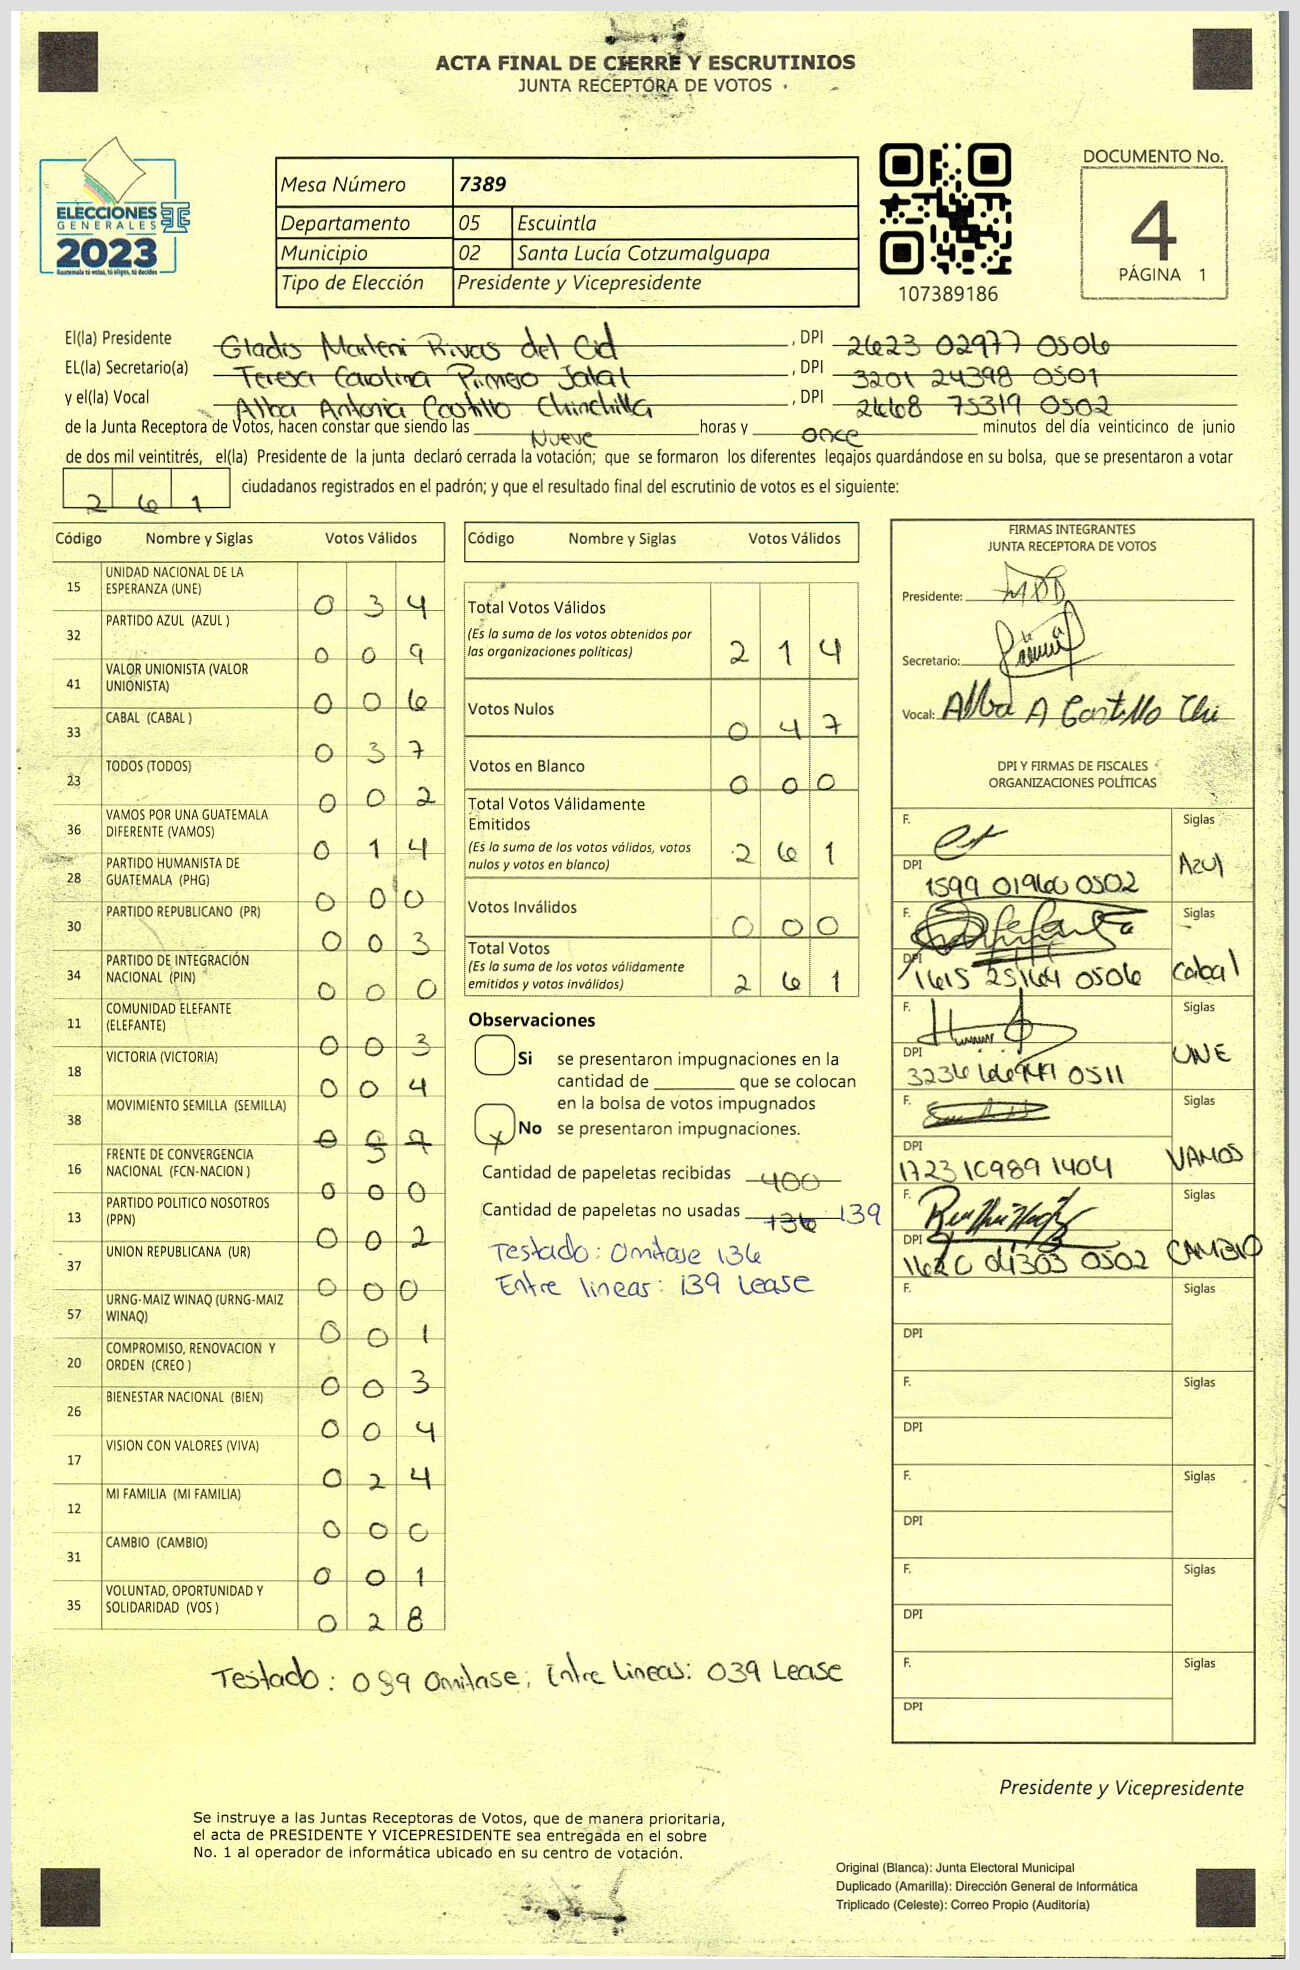 ACTA FINAL DE CIERRE Y ESCRUTINIOS
JUNTA RECEPTORA DE VOTOS
ELECCIONES
GENERALES
2023
Guatemala tú votas, tú eliges, tú decides
Mesa Número 7389
Departamento 05 Escuintla
Municipio 02 Santa Lucía Cotzumalguapa
Tipo de Elección Presidente y Vicepresidente
107389186
DOCUMENTO No.
4
PÁGINA 1
El(la) Presidente Gladis Marleni Rivas del Cid , DPI 2623 02977 0506
EL(la) Secretario(a) Teresa Carolina Jalal , DPI 3201 24398 0501
y el(la) Vocal Alba Antonia Castillo Chinchilla , DPI 2668 75319 0502
de la Junta Receptora de Votos, hacen constar que siendo las Nueve horas y once minutos del día veinticinco de junio
de dos mil veintitrés, el(la) Presidente de la junta declaró cerrada la votación; que se formaron los diferentes legajos guardándose en su bolsa, que se presentaron a votar
261 ciudadanos registrados en el padrón; y que el resultado final del escrutinio de votos es el siguiente:
Código Nombre y Siglas Votos Válidos
15 UNIDAD NACIONAL DE LA
ESPERANZA (UNE) 0 3 4
32 PARTIDO AZUL (AZUL ) 0 0 9
41 VALOR UNIONISTA (VALOR
UNIONISTA) 0 0 6
33 CABAL (CABAL ) 0 3 7
23 TODOS (TODOS) 0 0 2
36 VAMOS POR UNA GUATEMALA
DIFERENTE (VAMOS) 0 1 4
28 PARTIDO HUMANISTA DE
GUATEMALA (PHG) 0 0 0
30 PARTIDO REPUBLICANO (PR) 0 0 3
34 PARTIDO DE INTEGRACIÓN
NACIONAL (PIN) 0 0 0
11 COMUNIDAD ELEFANTE
(ELEFANTE) 0 0 3
18 VICTORIA (VICTORIA) 0 0 4
38 MOVIMIENTO SEMILLA (SEMILLA)
16 FRENTE DE CONVERGENCIA
NACIONAL (FCN-NACION ) 0 0 0
13 PARTIDO POLITICO NOSOTROS
(PPN) 0 0 2
37 UNION REPUBLICANA (UR) 0 0 0
57 URNG-MAIZ WINAQ (URNG-MAIZ
WINAQ) 0 0 1
20 COMPROMISO, RENOVACION Y
ORDEN (CREO ) 0 0 3
26 BIENESTAR NACIONAL (BIEN) 0 0 4
17 VISION CON VALORES (VIVA) 0 2 4
12 MI FAMILIA (MI FAMILIA) 0 0 0
31 CAMBIO (CAMBIO) 0 0 1
35 VOLUNTAD, OPORTUNIDAD Y
SOLIDARIDAD (VOS ) 0 2 8
Testado: 089 Omitase; Entre Lineas: 039 Lease
Código Nombre y Siglas Votos Válidos
Total Votos Válidos
(Es la suma de los votos obtenidos por
las organizaciones políticas) 2 1 4
Votos Nulos 0 4 7
Votos en Blanco 0 0 0
Total Votos Válidamente
Emitidos
(Es la suma de los votos válidos, votos
nulos y votos en blanco) 2 6 1
Votos Inválidos 0 0 0
Total Votos
(Es la suma de los votos válidamente
emitidos y votos inválidos) 2 6 1
Observaciones
Si se presentaron impugnaciones en la
cantidad de ________ que se colocan
en la bolsa de votos impugnados
x No se presentaron impugnaciones.
Cantidad de papeletas recibidas 400
Cantidad de papeletas no usadas 136 139
Testado: Omitase 136
Entre lineas: 139 Lease
FIRMAS INTEGRANTES
JUNTA RECEPTORA DE VOTOS
Presidente:
Secretario:
Vocal: Alba A Castillo Chi
DPI Y FIRMAS DE FISCALES
ORGANIZACIONES POLÍTICAS
F. Siglas
DPI 1599 01960 0502 Azul
F. Siglas
DPI 1615 25164 0506 Cabal
F. Siglas
DPI 0511 UNE
F. Siglas
DPI 1723 10989 1404 VAMOS
F. Siglas
DPI 1620 04303 0502 CAMBIO
F. Siglas
DPI
F. Siglas
DPI
F. Siglas
DPI
F. Siglas
DPI
F. Siglas
DPI
Presidente y Vicepresidente
Se instruye a las Juntas Receptoras de Votos, que de manera prioritaria,
el acta de PRESIDENTE Y VICEPRESIDENTE sea entregada en el sobre
No. 1 al operador de informática ubicado en su centro de votación.
Original (Blanca): Junta Electoral Municipal
Duplicado (Amarilla): Dirección General de Informática
Triplicado (Celeste): Correo Propio (Auditoría)